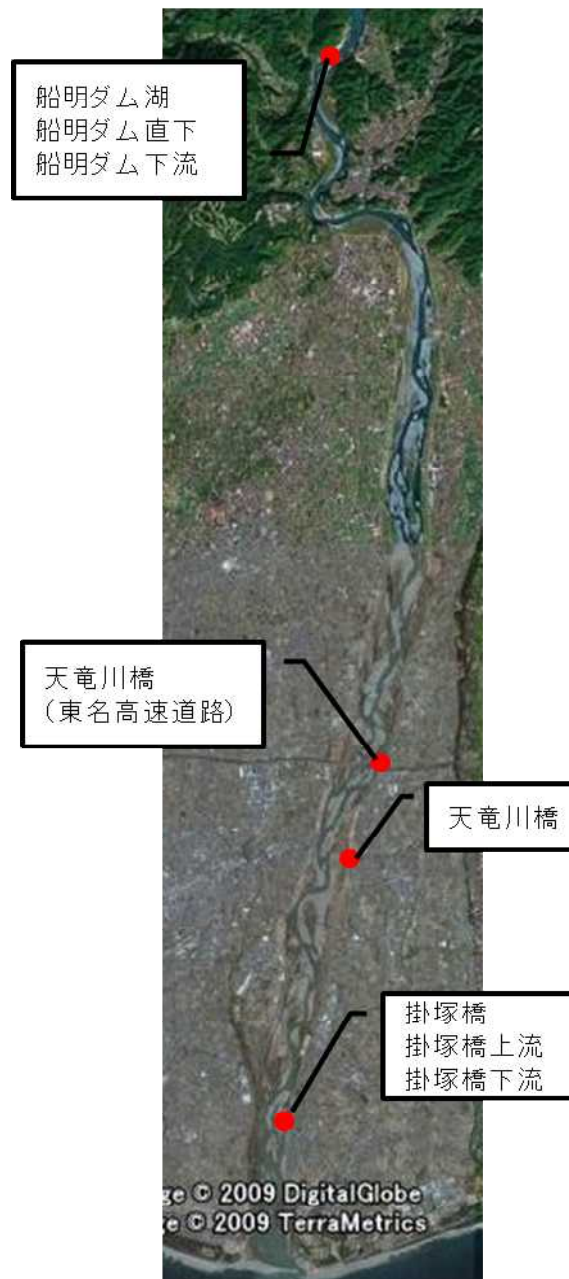 船明ダム湖
船明ダム直下
船明ダム下流
天竜川橋
(東名高速道路)
天竜川橋
掛塚橋
掛塚橋上流
掛塚橋下流
ge © 2009 DigitalGlobe
e © 2009 TerraMetrics